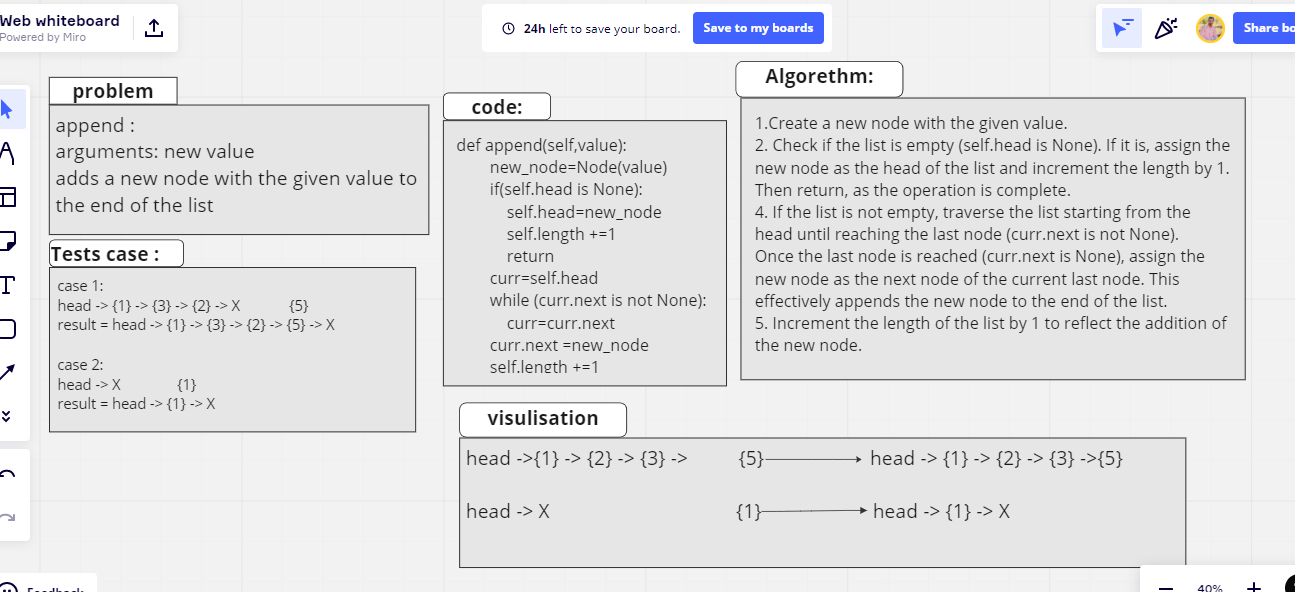 Web whiteboard
Powered by Miro
24h left to save your board.
Save to my boards
Share bo
problem
append :
arguments: new value
adds a new node with the given value to
the end of the list
Tests case :
case 1:
head -> {1} -> {3} -> {2} -> X {5}
result = head -> {1} -> {3} -> {2} -> {5} -> X
case 2:
head -> X {1}
result = head -> {1} -> X
code:
def append(self,value):
new_node=Node(value)
if(self.head is None):
self.head=new_node
self.length +=1
return
curr=self.head
while (curr.next is not None):
curr=curr.next
curr.next =new_node
self.length +=1
Algorethm:
1.Create a new node with the given value.
2. Check if the list is empty (self.head is None). If it is, assign the
new node as the head of the list and increment the length by 1.
Then return, as the operation is complete.
4. If the list is not empty, traverse the list starting from the
head until reaching the last node (curr.next is not None).
Once the last node is reached (curr.next is None), assign the
new node as the next node of the current last node. This
effectively appends the new node to the end of the list.
5. Increment the length of the list by 1 to reflect the addition of
the new node.
visulisation
head ->{1} -> {2} -> {3} -> {5} head -> {1} -> {2} -> {3} ->{5}
head -> X {1} head -> {1} -> X
Feedback
40%